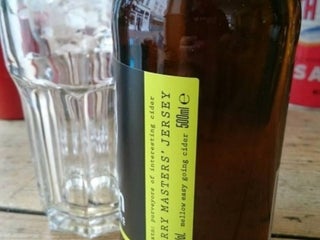 purveyors of interesting cider
RRY MASTERS' JERSEY
mellow easy going cider 500ml e
SA